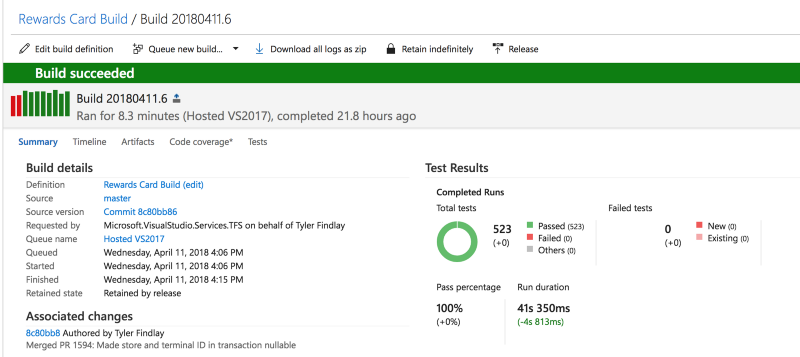 Rewards Card Build / Build 20180411.6
Edit build definition Queue new build... Download all logs as zip Retain indefinitely Release
Build succeeded
Build 20180411.6
Ran for 8.3 minutes (Hosted VS2017), completed 21.8 hours ago
Summary Timeline Artifacts Code coverage* Tests
Build details
Definition Rewards Card Build (edit)
Source master
Source version Commit 8c80bb86
Requested by Microsoft.VisualStudio.Services.TFS on behalf of Tyler Findlay
Queue name Hosted VS2017
Queued Wednesday, April 11, 2018 4:06 PM
Started Wednesday, April 11, 2018 4:06 PM
Finished Wednesday, April 11, 2018 4:15 PM
Retained state Retained by release
Associated changes
8c80bb8 Authored by Tyler Findlay
Merged PR 1594: Made store and terminal ID in transaction nullable
Test Results
Completed Runs
Total tests
523
(+0)
Passed (523)
Failed (0)
Others (0)
Failed tests
0
(+0)
New (0)
Existing (0)
Pass percentage
100%
(+0%)
Run duration
41s 350ms
(-4s 813ms)